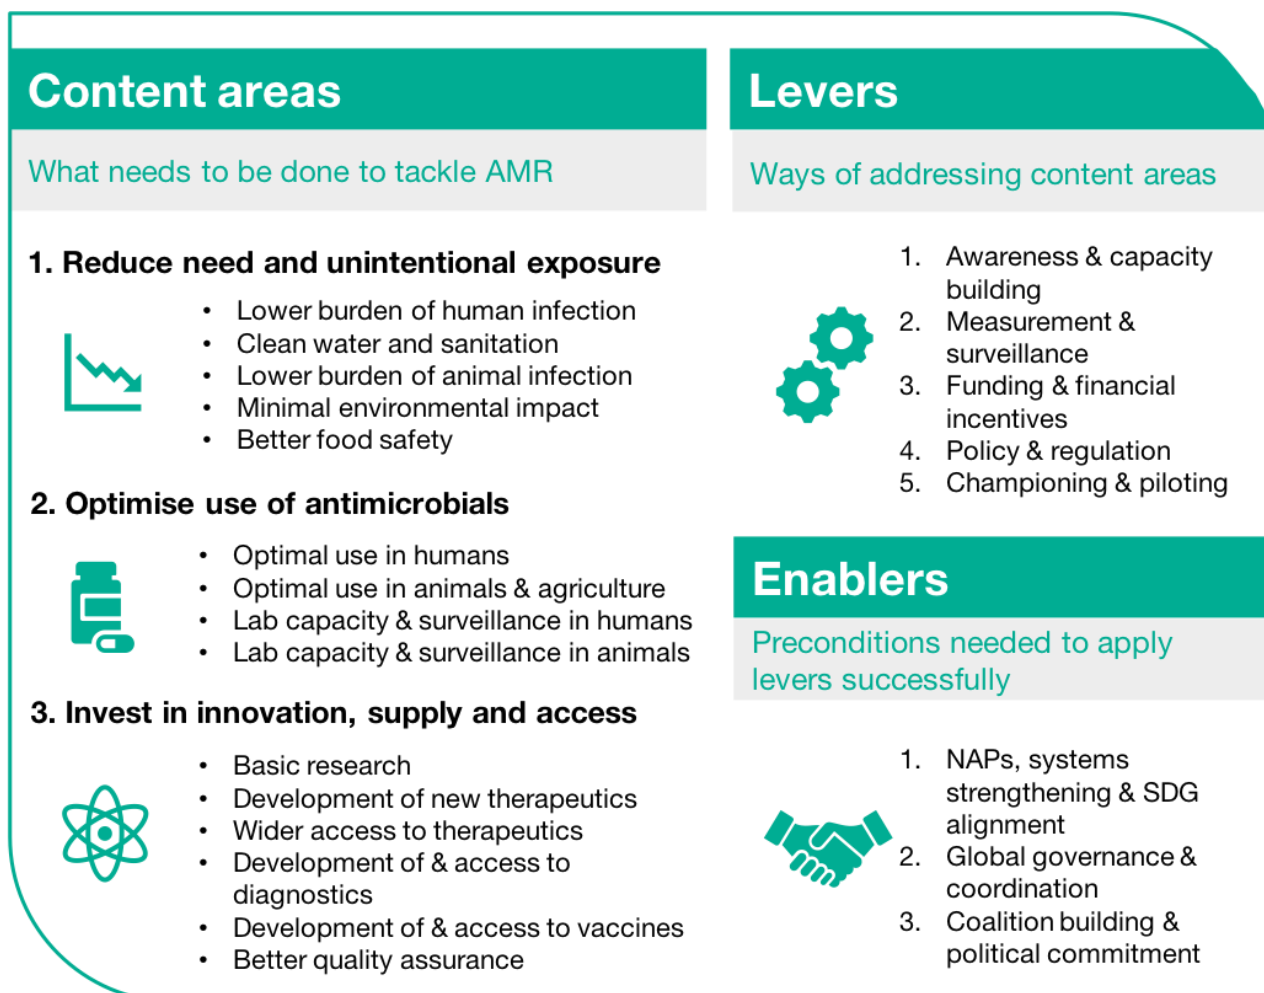 Content areas
What needs to be done to tackle AMR
1. Reduce need and unintentional exposure
• Lower burden of human infection
• Clean water and sanitation
• Lower burden of animal infection
• Minimal environmental impact
• Better food safety
2. Optimise use of antimicrobials
• Optimal use in humans
• Optimal use in animals & agriculture
• Lab capacity & surveillance in humans
• Lab capacity & surveillance in animals
3. Invest in innovation, supply and access
• Basic research
• Development of new therapeutics
• Wider access to therapeutics
• Development of & access to
diagnostics
• Development of & access to vaccines
• Better quality assurance
Levers
Ways of addressing content areas
1. Awareness & capacity
building
2. Measurement &
surveillance
3. Funding & financial
incentives
4. Policy & regulation
5. Championing & piloting
Enablers
Preconditions needed to apply
levers successfully
1. NAPs, systems
strengthening & SDG
alignment
2. Global governance &
coordination
3. Coalition building &
political commitment